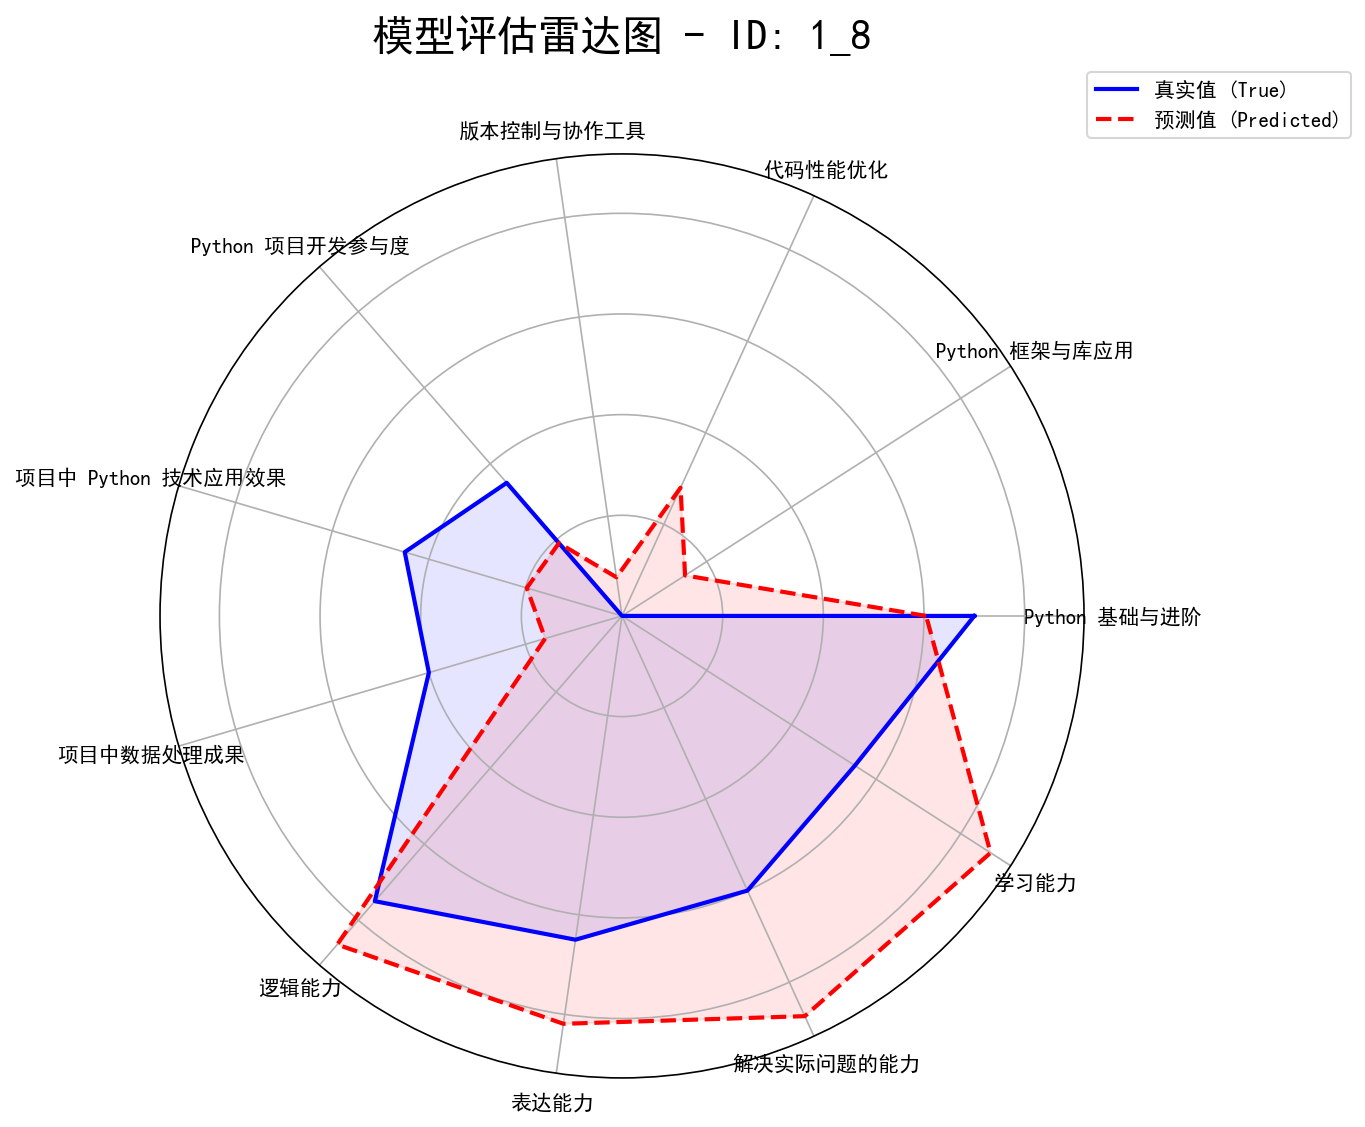 模型评估雷达图 - ID: 1_8
真实值 (True)
预测值 (Predicted)
版本控制与协作工具
代码性能优化
Python 项目开发参与度
Python 框架与库应用
项目中 Python 技术应用效果
Python 基础与进阶
项目中数据处理成果
学习能力
逻辑能力
解决实际问题的能力
表达能力